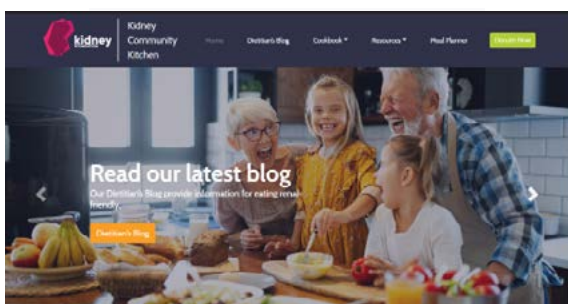 kidney
Kidney
Community
Kitchen
Home
Dietitian's Blog
Cookbook
Resources
Meal Planner
Donate Now
Read our latest blog
Our Dietitian's Blog provide information for eating renal-
friendly.
Dietitian's Blog